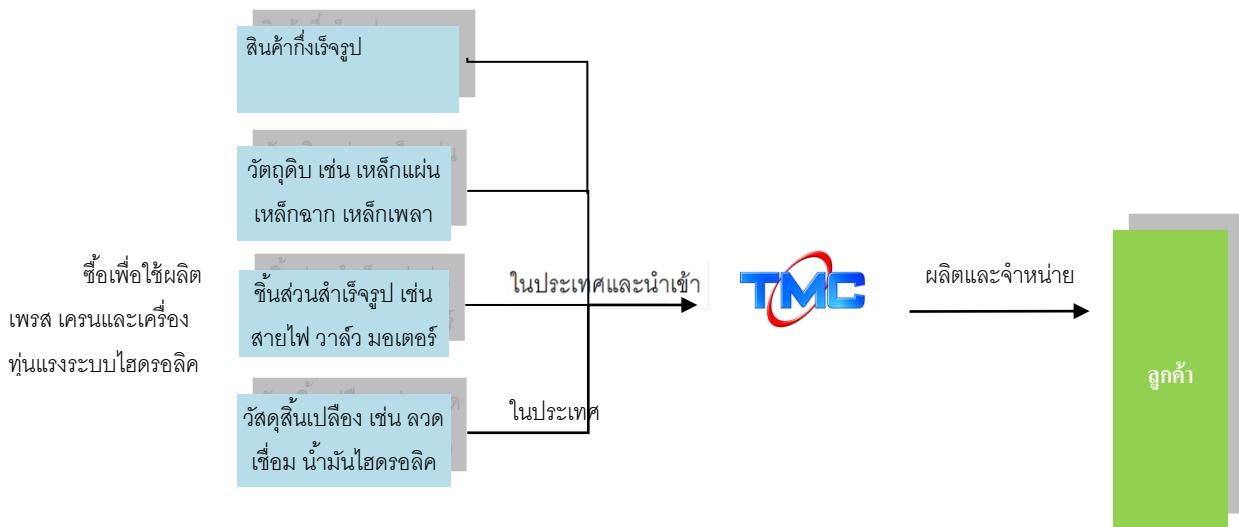 สินค้ากึ่งเร็จรูป
วัตถุดิบ เช่น เหล็กแผ่น
เหล็กฉาก เหล็กเพลา
ซื้อเพื่อใช้ผลิต
เพรส เครนและเครื่อง
ทุ่นแรงระบบไฮดรอลิค
ชิ้นส่วนสำเร็จรูป เช่น
สายไฟ วาล์ว มอเตอร์
ในประเทศและนำเข้า
TMC
ผลิตและจำหน่าย
ลูกค้า
วัสดุสิ้นเปลือง เช่น ลวด
เชื่อม น้ำมันไฮดรอลิค
ในประเทศ